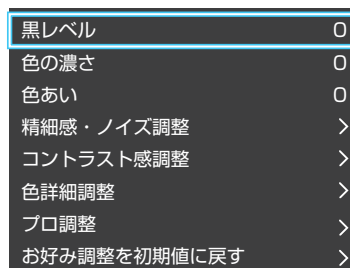 黒レベル 0
色の濃さ 0
色あい 0
精細感・ノイズ調整 >
コントラスト感調整 >
色詳細調整 >
プロ調整 >
お好み調整を初期値に戻す >